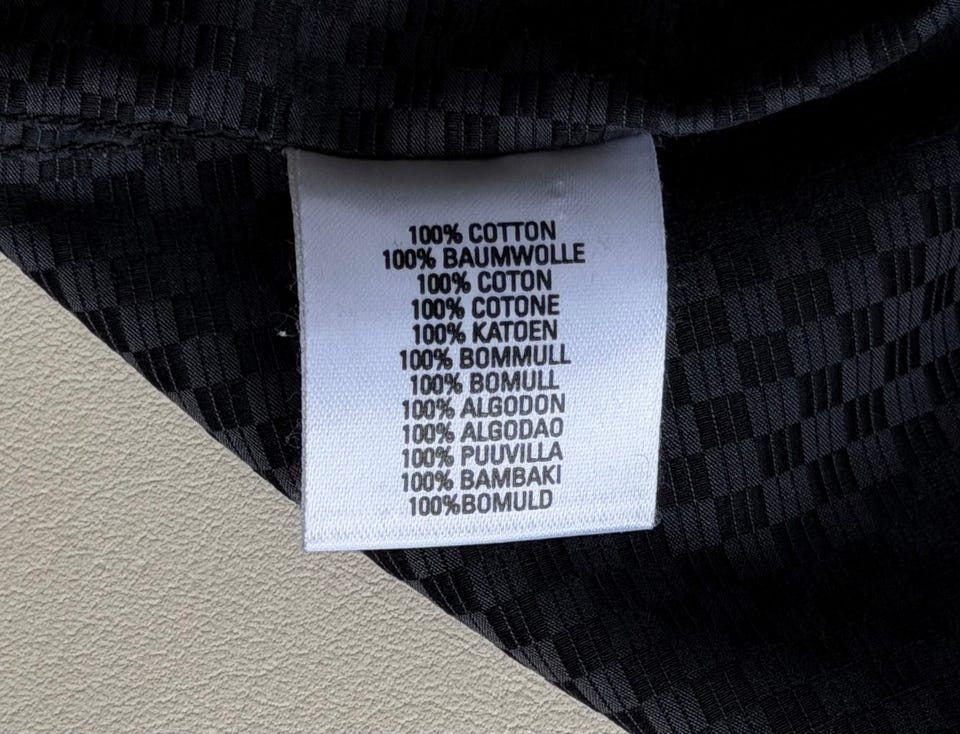 100% COTTON
100% BAUMWOLLE
100% COTON
100% COTONE
100% KATOEN
100% BOMMULL
100% BOMULL
100% ALGODON
100% ALGODAO
100% PUUVILLA
100% BAMBAKI
100%BOMULD